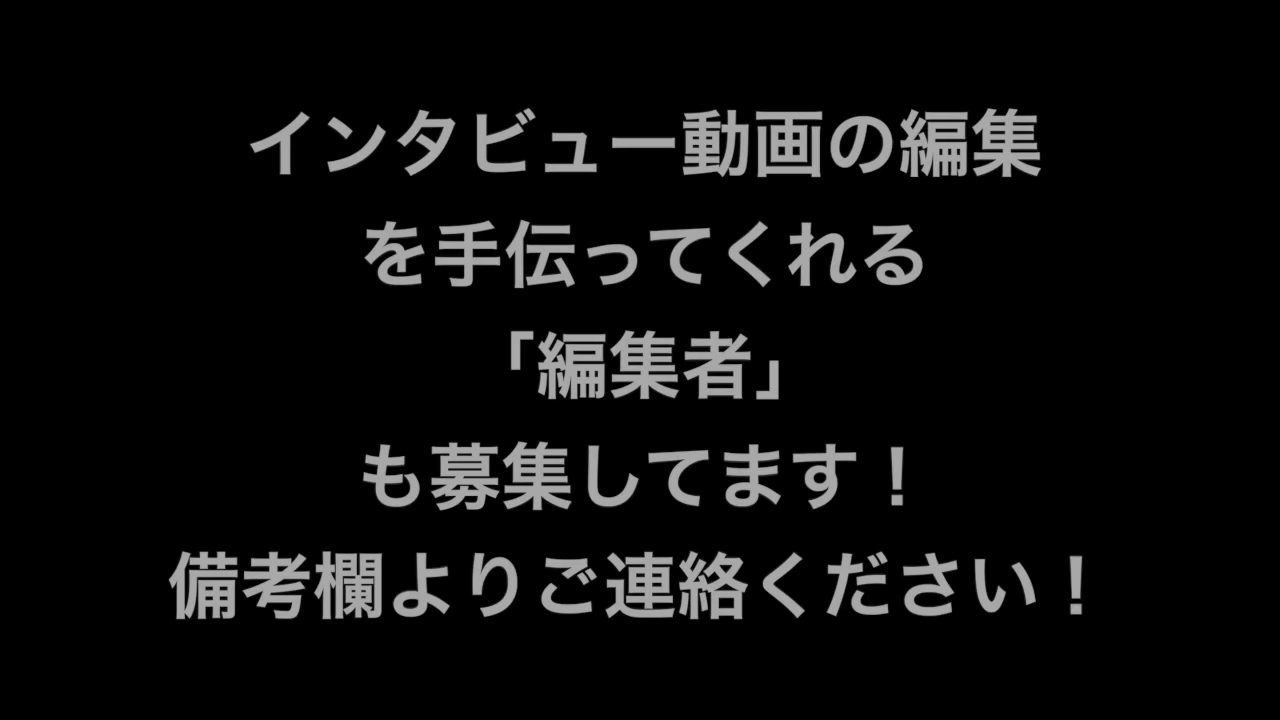 インタビュー動画の編集
を手伝ってくれる
「編集者」
も募集してます！
備考欄よりご連絡ください！